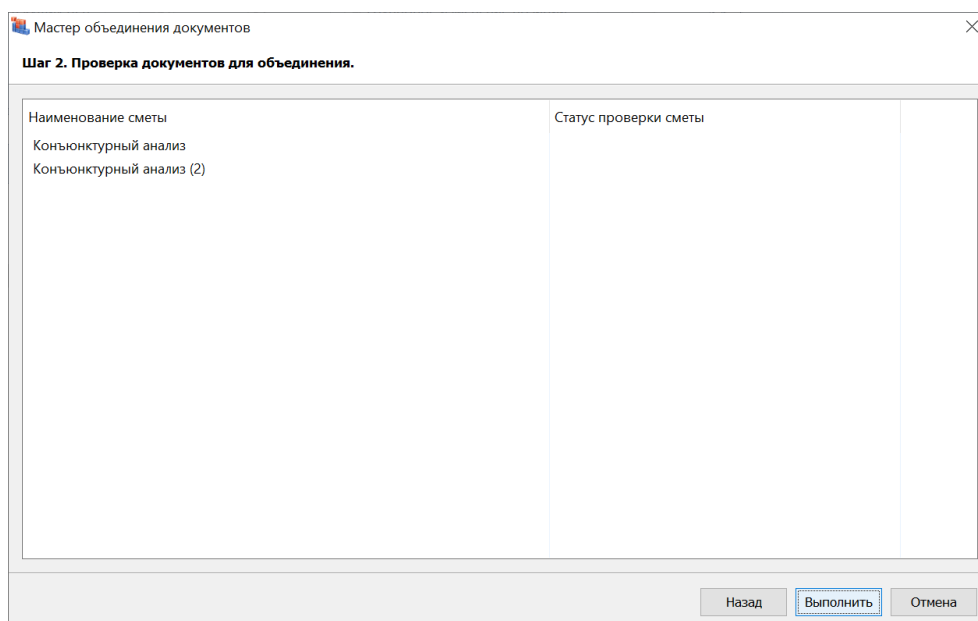 Мастер объединения документов
Шаг 2. Проверка документов для объединения.
Наименование сметы Статус проверки сметы
Конъюнктурный анализ
Конъюнктурный анализ (2)
Назад Выполнить Отмена